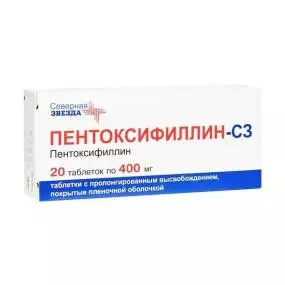 Северная
ЗВЕЗДА
ПЕНТОКСИФИЛЛИН-СЗ
Пентоксифиллин
20 таблеток по 400 мг
таблетки с пролонгированным высвобождением,
покрытые пленочной оболочкой